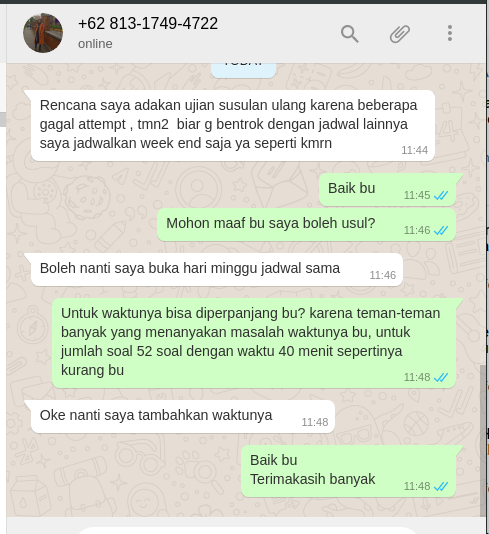 +62 813-1749-4722
online
TODAY
Rencana saya adakan ujian susulan ulang karena beberapa
gagal attempt , tmn2 biar g bentrok dengan jadwal lainnya
saya jadwalkan week end saja ya seperti kmrn
11:44
Baik bu
11:45
Mohon maaf bu saya boleh usul?
11:46
Boleh nanti saya buka hari minggu jadwal sama
11:46
Untuk waktunya bisa diperpanjang bu? karena teman-teman
banyak yang menanyakan masalah waktunya bu, untuk
jumlah soal 52 soal dengan waktu 40 menit sepertinya
kurang bu
11:48
Oke nanti saya tambahkan waktunya
11:48
Baik bu
Terimakasih banyak
11:48